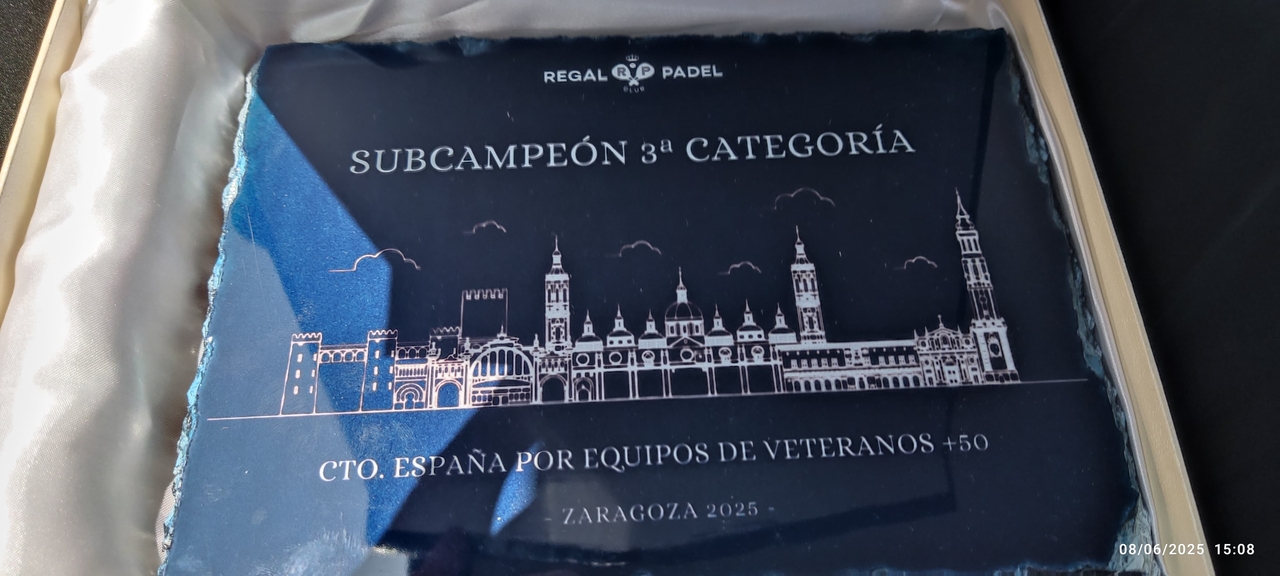 REGAL RP PADEL
CLUB
SUBCAMPEÓN 3ª CATEGORÍA
CTO. ESPAÑA POR EQUIPOS DE VETERANOS +50
- ZARAGOZA 2025 -
08/06/2025 15:08